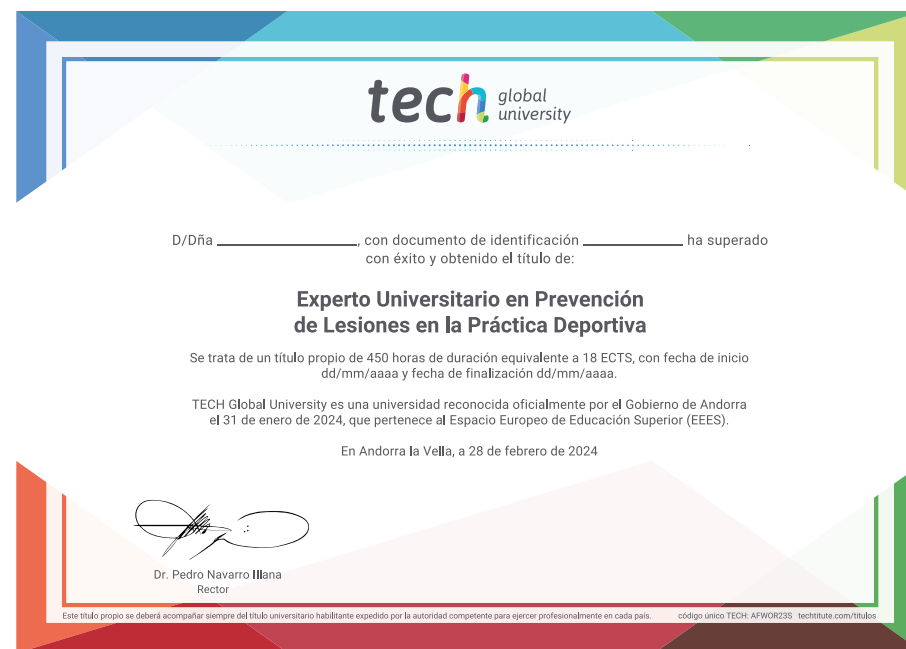 tech global university
D/Dña ____________________, con documento de identificación ______________ ha superado
con éxito y obtenido el título de:
Experto Universitario en Prevención
de Lesiones en la Práctica Deportiva
Se trata de un título propio de 450 horas de duración equivalente a 18 ECTS, con fecha de inicio
dd/mm/aaaa y fecha de finalización dd/mm/aaaa.
TECH Global University es una universidad reconocida oficialmente por el Gobierno de Andorra
el 31 de enero de 2024, que pertenece al Espacio Europeo de Educación Superior (EEES).
En Andorra la Vella, a 28 de febrero de 2024
Dr. Pedro Navarro Illana
Rector
Este título propio se deberá acompañar siempre del título universitario habilitante expedido por la autoridad competente para ejercer profesionalmente en cada país. código único TECH: AFWOR23S techtitute.com/titulos